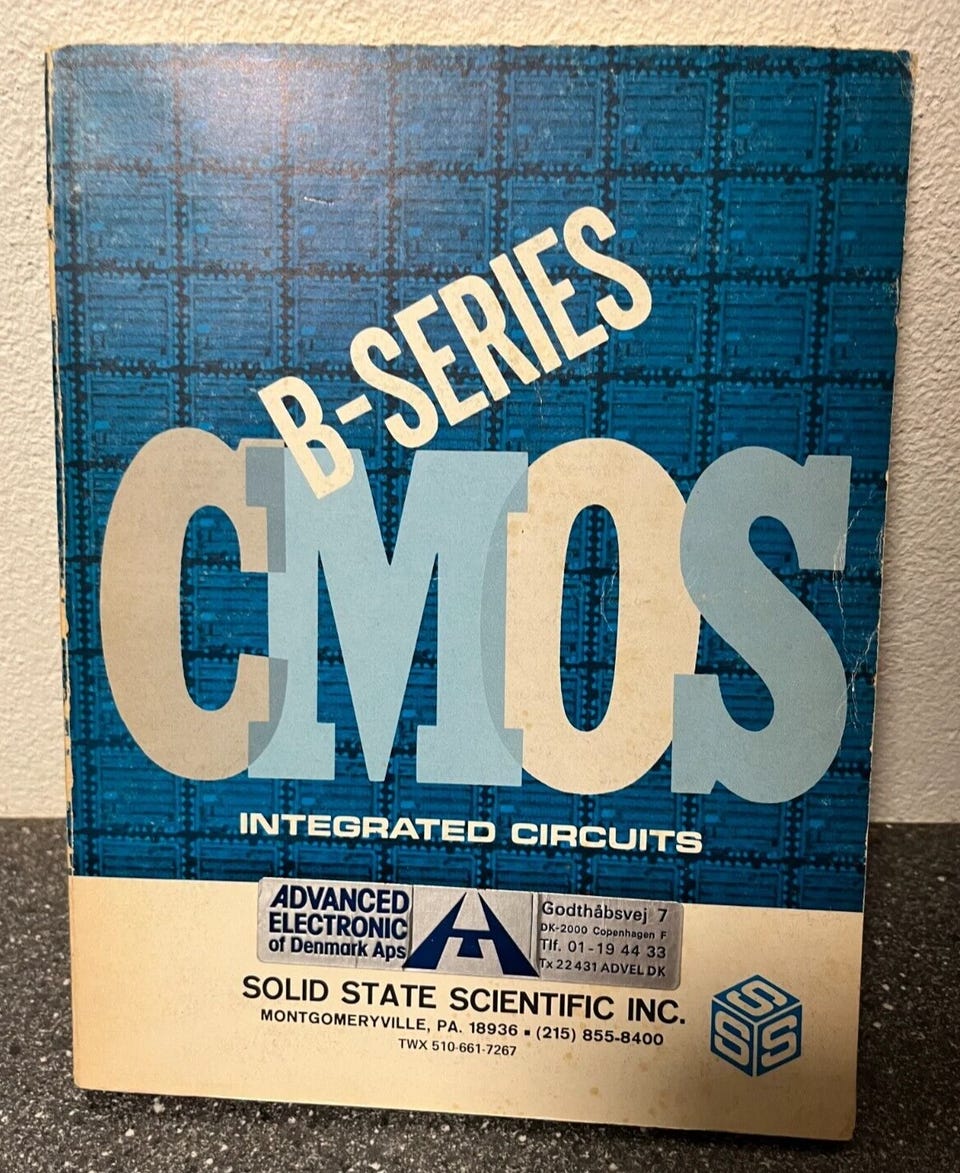 B-SERIES
CMOS
INTEGRATED CIRCUITS
ADVANCED
ELECTRONIC
of Denmark Aps
Godthåbsvej 7
DK-2000 Copenhagen F
Tlf. 01-19 44 33
Tx 22431 ADVEL DK
SOLID STATE SCIENTIFIC INC.
MONTGOMERYVILLE, PA. 18936 ▪ (215) 855-8400
TWX 510-661-7267
SSS